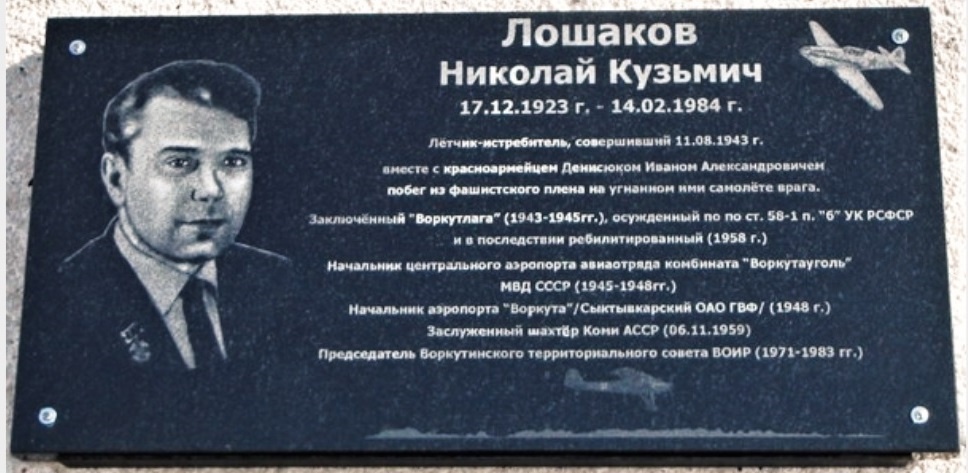 Лошаков
Николай Кузьмич
17.12.1923 г. - 14.02.1984 г.
Лётчик-истребитель, совершивший 11.08.1943 г.
вместе с красноармейцем Денисюком Иваном Александровичем
побег из фашистского плена на угнанном ими самолёте врага.
Заключённый "Воркутлага" (1943-1945гг.), осужденный по по ст. 58-1 п. "б" УК РСФСР
и в последствии ребилитированный (1958 г.)
Начальник центрального аэропорта авиаотряда комбината "Воркутауголь"
МВД СССР (1945-1948гг.)
Начальник аэропорта "Воркута"/Сыктывкарский ОАО ГВФ/ (1948 г.)
Заслуженный шахтёр Коми АССР (06.11.1959)
Председатель Воркутинского территориального совета ВОИР (1971-1983 гг.)